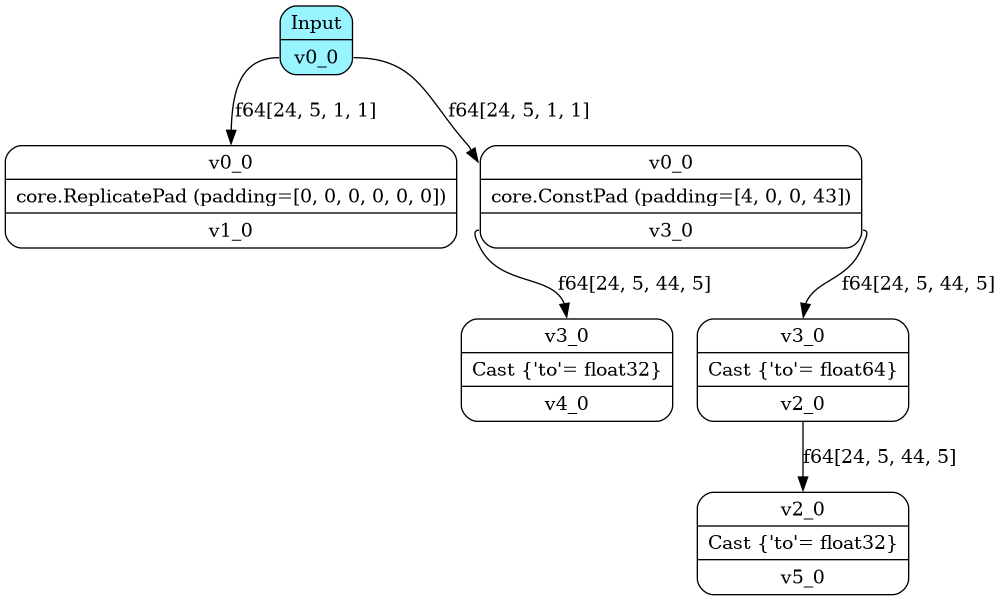 Input
v0_0
f64[24, 5, 1, 1]
f64[24, 5, 1, 1]
v0_0
core.ReplicatePad (padding=[0, 0, 0, 0, 0, 0])
v1_0
v0_0
core.ConstPad (padding=[4, 0, 0, 43])
v3_0
f64[24, 5, 44, 5]
f64[24, 5, 44, 5]
v3_0
Cast {'to'= float32}
v4_0
v3_0
Cast {'to'= float64}
v2_0
f64[24, 5, 44, 5]
v2_0
Cast {'to'= float32}
v5_0